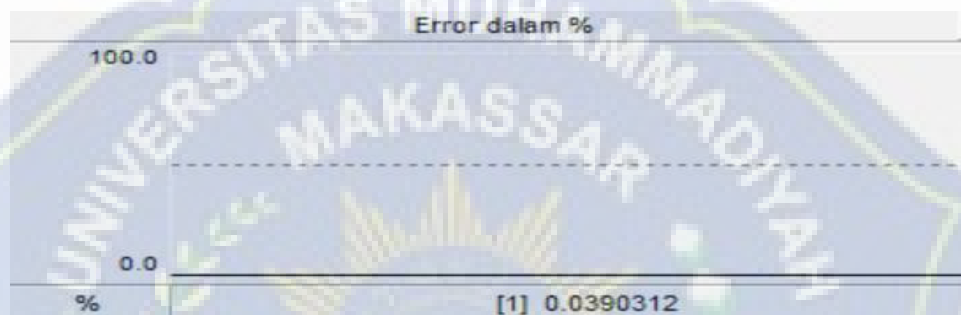 Error dalam %
100.0
UNIVERSITAS MUHAMMADIYAH
MAKASSAR
0.0
% [1] 0.0390312